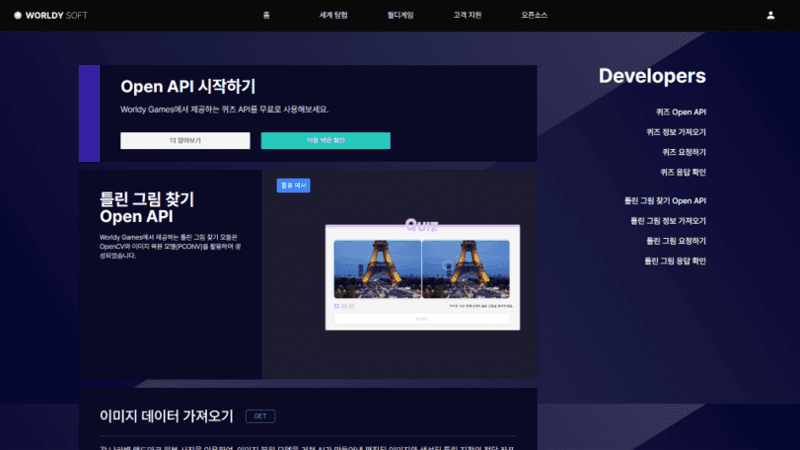 WORLDY SOFT
홈 세계 탐험 월디게임 고객 지원 오픈소스
Open API 시작하기
Worldy Games에서 제공하는 퀴즈 API를 무료로 사용해보세요.
더 알아보기
이용 약관 확인
Developers
퀴즈 Open API
퀴즈 정보 가져오기
퀴즈 요청하기
퀴즈 응답 확인
틀린 그림 찾기 Open API
틀린 그림 정보 가져오기
틀린 그림 요청하기
틀린 그림 응답 확인
틀린 그림 찾기
Open API
Worldy Games에서 제공하는 틀린 그림 찾기 모듈은
OpenCV와 이미지 복원 모델(PCONV)를 활용하여 생
성되었습니다.
QUIZ
이미지 데이터 가져오기 GET